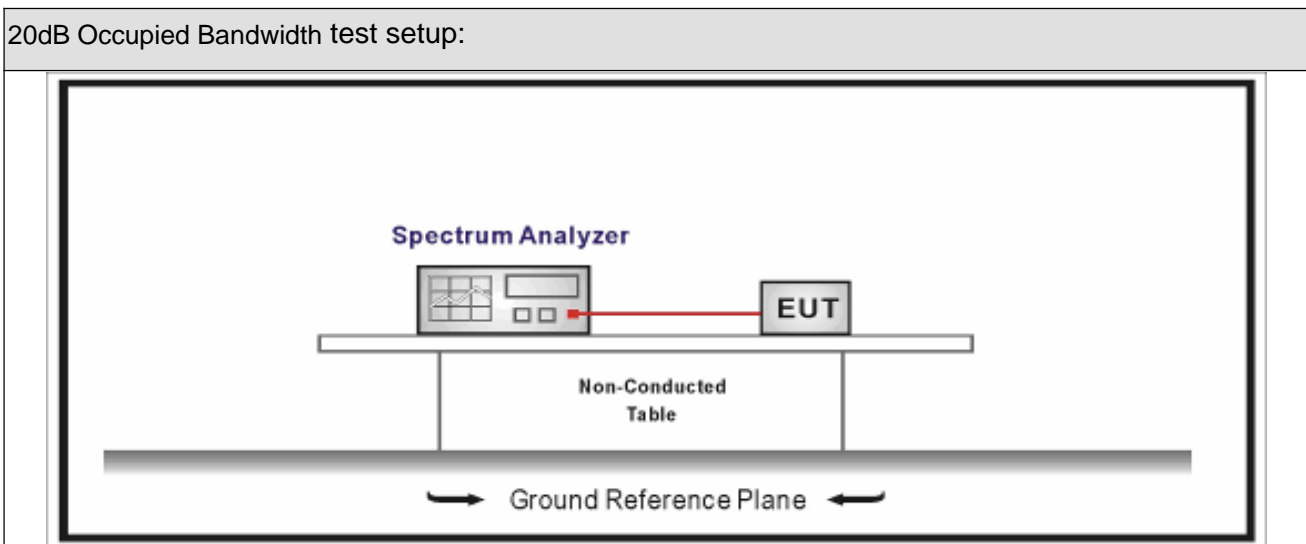 20dB Occupied Bandwidth test setup:
Spectrum Analyzer
EUT
Non-Conducted
Table
Ground Reference Plane